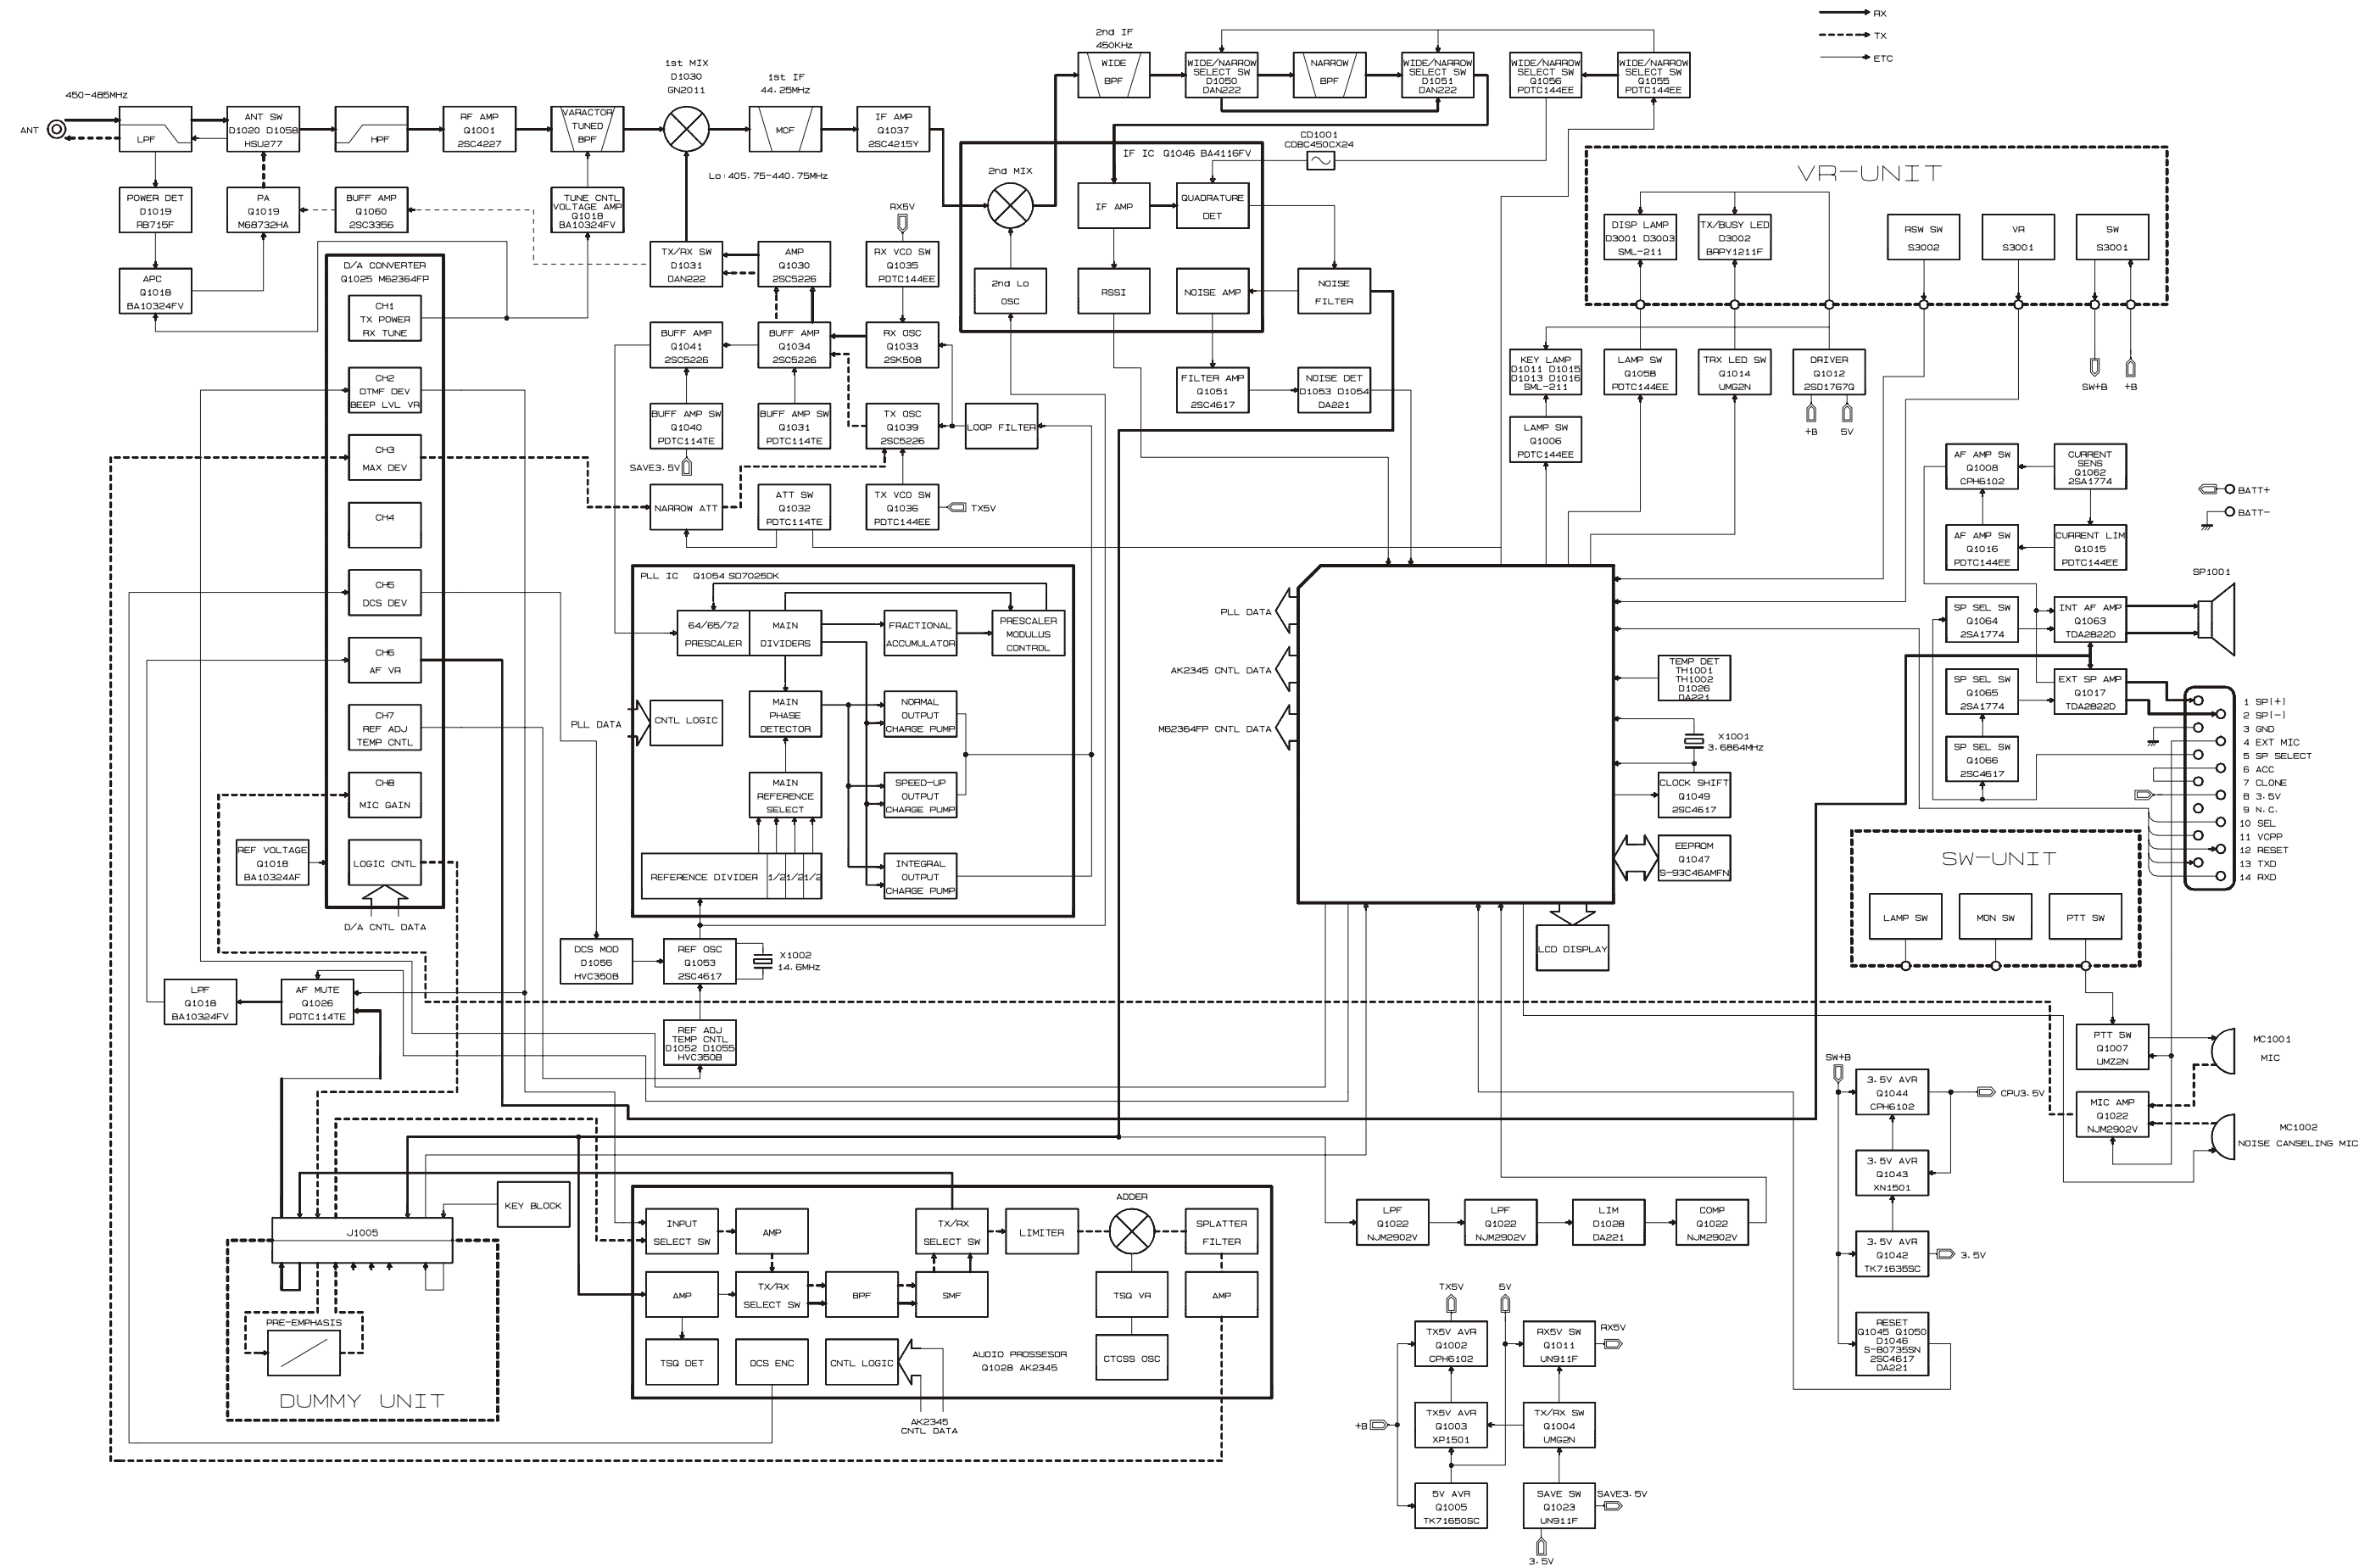 RX
TX
ETC
450-485MHz
ANT
LPF
ANT SW
D1020 D1058
HSU277
HPF
RF AMP
Q1001
2SC4227
VARACTOR
TUNED
BPF
1st MIX
D1030
GN2011
1st IF
44.25MHz
MCF
IF AMP
Q1037
2SC4215Y
Lo:405.75-440.75MHz
2nd IF
450KHz
WIDE
BPF
WIDE/NARROW
SELECT SW
D1050
DAN222
NARROW
BPF
WIDE/NARROW
SELECT SW
D1051
DAN222
WIDE/NARROW
SELECT SW
Q1056
PDTC144EE
WIDE/NARROW
SELECT SW
Q1055
PDTC144EE
CD1001
CDBC450CX24
IF IC Q1046 BA4116FV
2nd MIX
IF AMP
QUADRATURE
DET
2nd Lo
OSC
RSSI
NOISE AMP
NOISE
FILTER
FILTER AMP
Q1051
2SC4617
NOISE DET
D1053 D1054
DA221
POWER DET
D1019
RB715F
PA
Q1019
M68732HA
BUFF AMP
Q1060
2SC3356
TUNE CNTL
VOLTAGE AMP
Q1018
BA10324FV
APC
Q1018
BA10324FV
TX/RX SW
D1031
DAN222
AMP
Q1030
2SC5226
RX5V
RX VCO SW
Q1035
PDTC144EE
BUFF AMP
Q1041
2SC5226
BUFF AMP
Q1034
2SC5226
RX OSC
Q1033
2SK508
BUFF AMP SW
Q1040
PDTC114TE
BUFF AMP SW
Q1031
PDTC114TE
TX OSC
Q1039
2SC5226
LOOP FILTER
SAVE3.5V
NARROW ATT
ATT SW
Q1032
PDTC114TE
TX VCO SW
Q1036
PDTC144EE
TX5V
D/A CONVERTER
Q1025 M62364FP
CH1
TX POWER
RX TUNE
CH2
DTMF DEV
BEEP LVL VR
CH3
MAX DEV
CH4
CH5
DCS DEV
CH6
AF VR
CH7
REF ADJ
TEMP CNTL
CH8
MIC GAIN
LOGIC CNTL
D/A CNTL DATA
REF VOLTAGE
Q1018
BA10324AF
PLL IC Q1054 SD7025DK
64/65/72
PRESCALER
MAIN
DIVIDERS
FRACTIONAL
ACCUMULATOR
PRESCALER
MODULUS
CONTROL
PLL DATA
CNTL LOGIC
MAIN
PHASE
DETECTOR
NORMAL
OUTPUT
CHARGE PUMP
MAIN
REFERENCE
SELECT
SPEED-UP
OUTPUT
CHARGE PUMP
REFERENCE DIVIDER
1/2
1/2
1/2
INTEGRAL
OUTPUT
CHARGE PUMP
DCS MOD
D1056
HVC350B
REF OSC
Q1053
2SC4617
X1002
14.6MHz
REF ADJ
TEMP CNTL
D1052 D1055
HVC350B
LPF
Q1018
BA10324FV
AF MUTE
Q1026
PDTC114TE
VR-UNIT
DISP LAMP
D3001 D3003
SML-211
TX/BUSY LED
D3002
BRPY1211F
RSW SW
S3002
VR
S3001
SW
S3001
SW+B
+B
KEY LAMP
D1011 D1015
D1013 D1016
SML-211
LAMP SW
Q1058
PDTC144EE
TRX LED SW
Q1014
UMG2N
DRIVER
Q1012
2SD1767Q
+B
5V
LAMP SW
Q1006
PDTC144EE
AF AMP SW
Q1008
CPH6102
CURRENT
SENS
Q1062
2SA1774
AF AMP SW
Q1016
PDTC144EE
CURRENT LIM
Q1015
PDTC144EE
BATT+
BATT-
SP1001
SP SEL SW
Q1064
2SA1774
INT AF AMP
Q1063
TDA2822D
SP SEL SW
Q1065
2SA1774
EXT SP AMP
Q1017
TDA2822D
SP SEL SW
Q1066
2SC4617
1 SP(+)
2 SP(-)
3 GND
4 EXT MIC
5 SP SELECT
6 ACC
7 CLONE
8 3.5V
9 N.C.
10 SEL
11 VCPP
12 RESET
13 TXD
14 RXD
PLL DATA
AK2345 CNTL DATA
M62364FP CNTL DATA
TEMP DET
TH1001
TH1002
D1026
DA221
X1001
3.6864MHz
CLOCK SHIFT
Q1049
2SC4617
EEPROM
Q1047
S-93C46AMFN
LCD DISPLAY
SW-UNIT
LAMP SW
MON SW
PTT SW
PTT SW
Q1007
UMZ2N
MC1001
MIC
MIC AMP
Q1022
NJM2902V
MC1002
NOISE CANSELING MIC
SW+B
3.5V AVR
Q1044
CPH6102
CPU3.5V
3.5V AVR
Q1043
XN1501
3.5V AVR
Q1042
TK71635SC
3.5V
RESET
Q1045 Q1050
D1046
S-80735SN
2SC4617
DA221
KEY BLOCK
J1005
PRE-EMPHASIS
DUMMY UNIT
INPUT
SELECT SW
AMP
TX/RX
SELECT SW
LIMITER
ADDER
SPLATTER
FILTER
AMP
TX/RX
SELECT SW
BPF
SMF
TSQ VR
AMP
TSQ DET
DCS ENC
CNTL LOGIC
AUDIO PROSSESOR
Q1028 AK2345
CTCSS OSC
AK2345
CNTL DATA
LPF
Q1022
NJM2902V
LPF
Q1022
NJM2902V
LIM
D1028
DA221
COMP
Q1022
NJM2902V
TX5V
5V
TX5V AVR
Q1002
CPH6102
RX5V SW
Q1011
UN911F
RX5V
+B
TX5V AVR
Q1003
XP1501
TX/RX SW
Q1004
UMG2N
5V AVR
Q1005
TK71650SC
SAVE SW
Q1023
UN911F
SAVE3.5V
3.5V